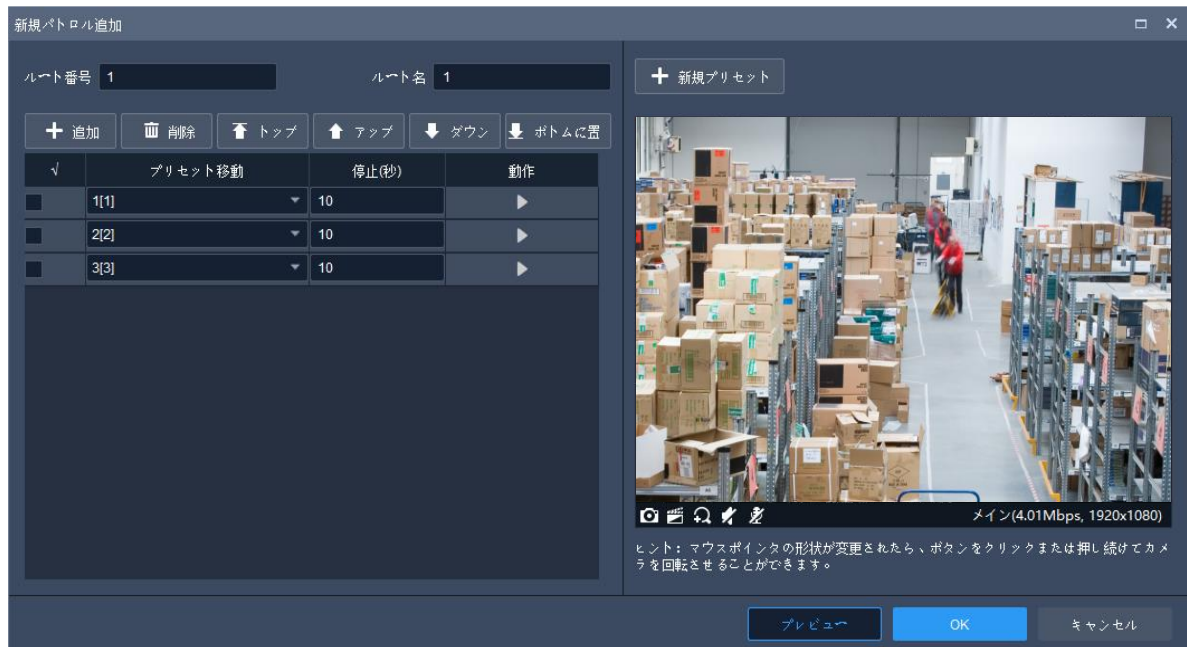 新規パトロル追加
ルート番号 1 ルート名 1
追加 削除 トップ アップ ダウン ボトムに置
√ プリセット移動 停止(秒) 動作
1[1] 10
2[2] 10
3[3] 10
新規プリセット
メイン(4.01Mbps, 1920x1080)
ヒント：マウスポインタの形状が変更されたら、ボタンをクリックまたは押し続けてカメ
ラを回転させることができます。
プレビュー OK キャンセル